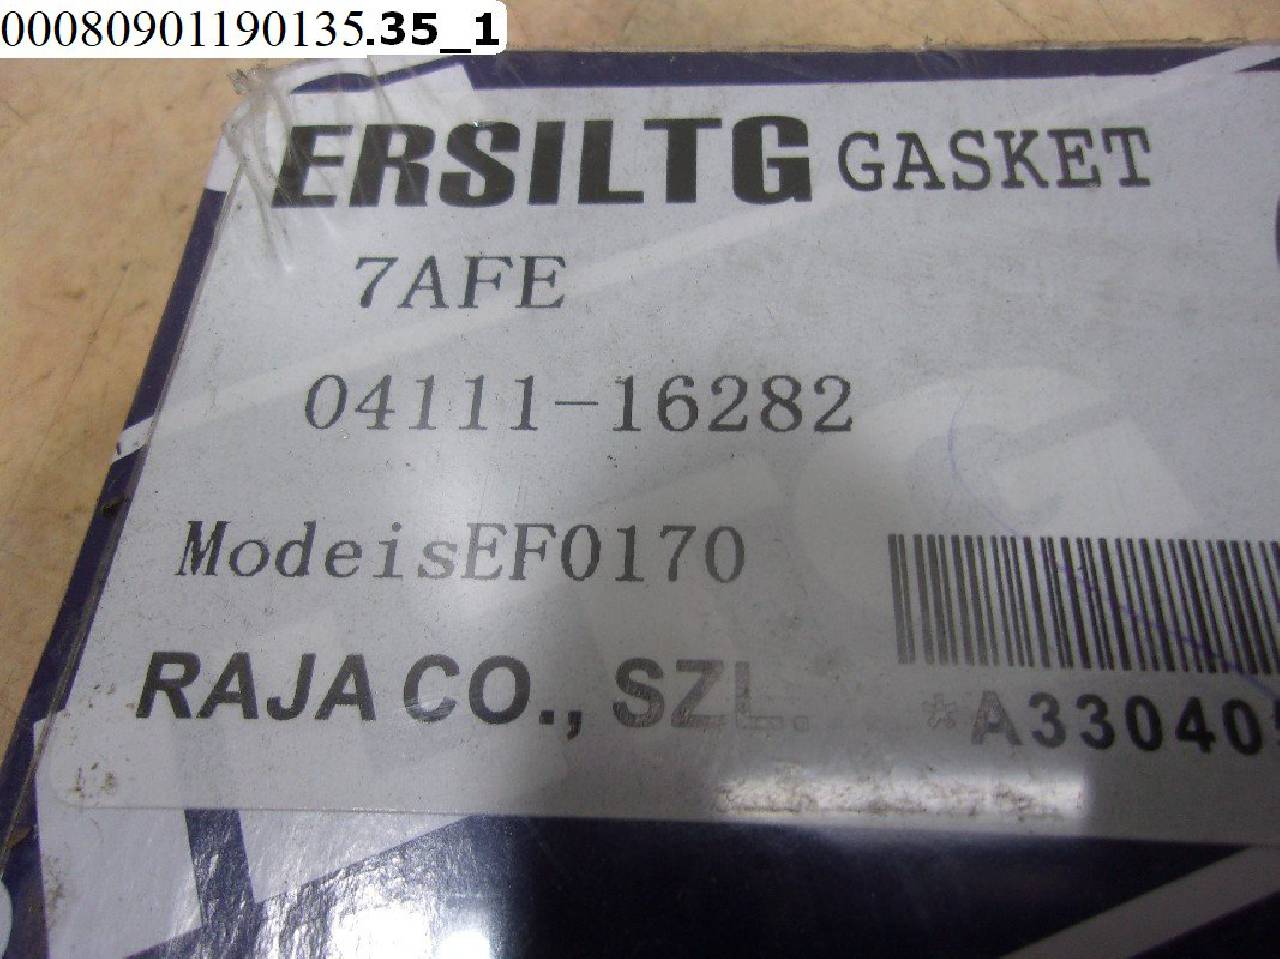 00080901190135.35_1
ERSILTG GASKET
7AFE
04111-16282
ModeisEF0170
RAJA CO., SZL.
*A33040